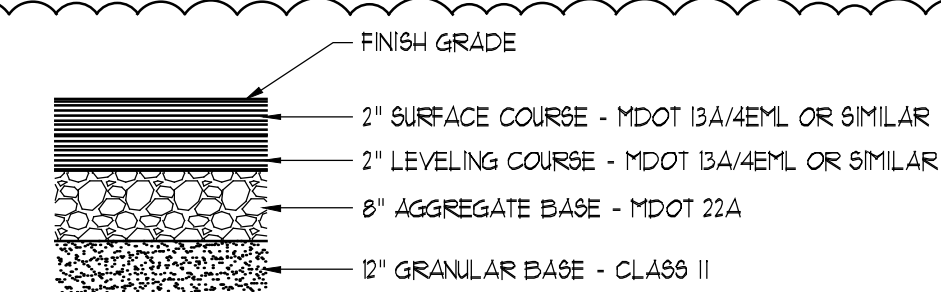 FINISH GRADE
2" SURFACE COURSE - MDOT 13A/4EML OR SIMILAR
2" LEVELING COURSE - MDOT 13A/4EML OR SIMILAR
8" AGGREGATE BASE - MDOT 22A
12" GRANULAR BASE - CLASS II